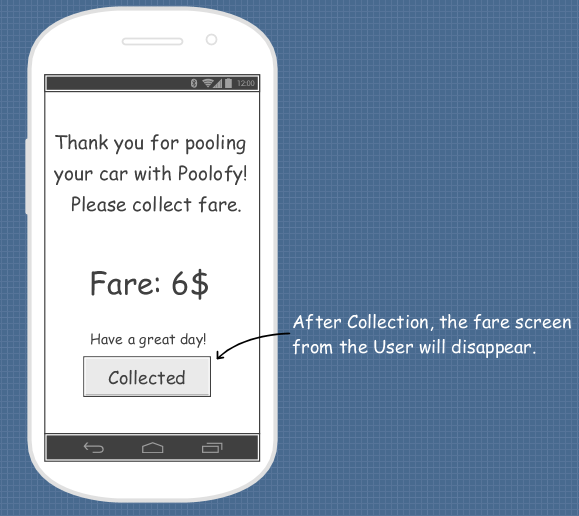 12:00
Thank you for pooling
your car with Poolofy!
Please collect fare.
Fare: 6$
Have a great day!
Collected
After Collection, the fare screen
from the User will disappear.